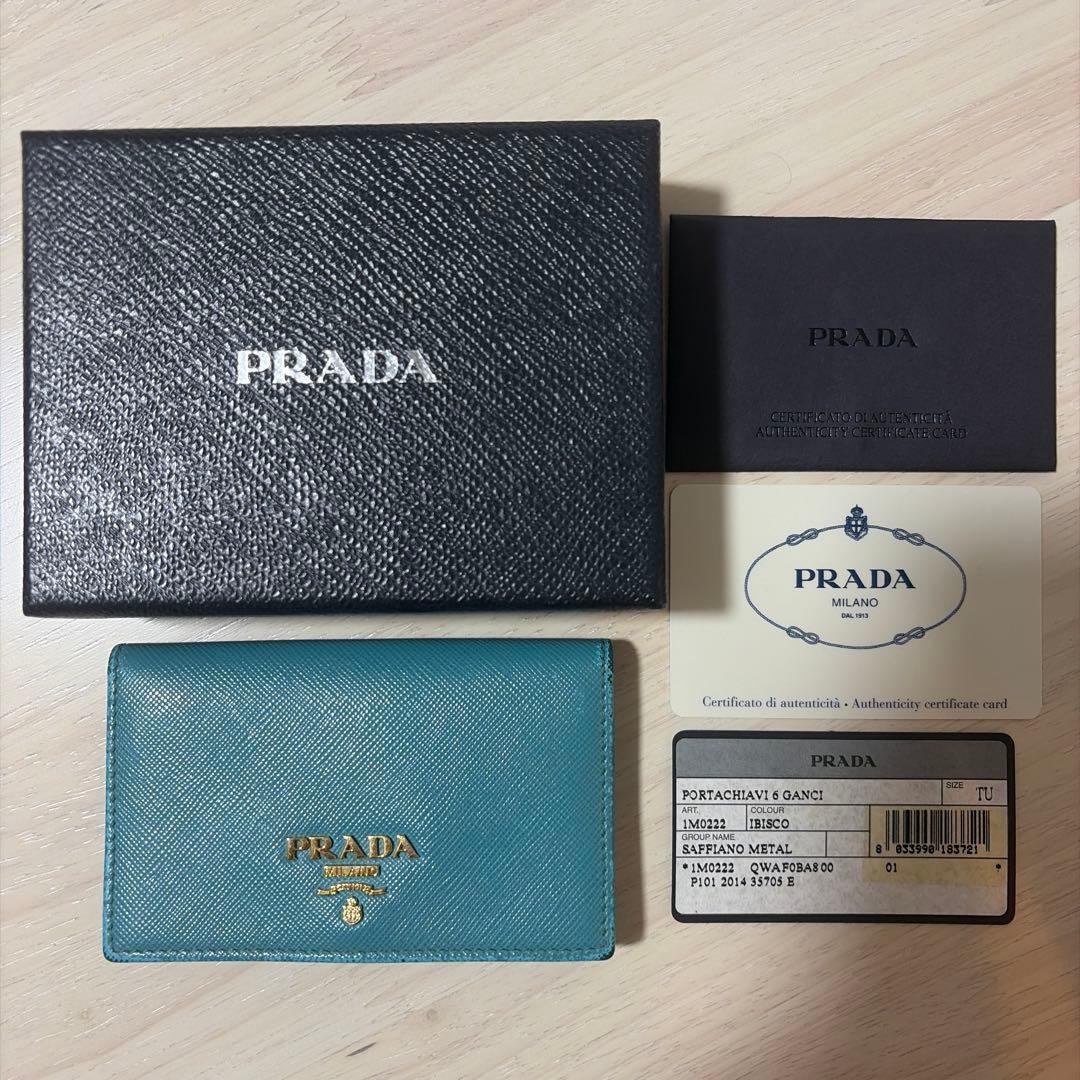 PRADA
PRADA
CERTIFICATO DI AUTENTICITÀ
AUTHENTICITY CERTIFICATE CARD
PRADA
MILANO
DAL 1913
Certificato di autenticità • Authenticity certificate card
PRADA
MILANO
PRADA
PORTACHIAVI 6 GANCI
SIZE
TU
ART.
COLOUR
1M0222
IBISCO
GROUP NAME
SAFFIANO METAL
8 033990 183721
*1M0222 QWAF0BA800 01 *
P101 2014 35705 E